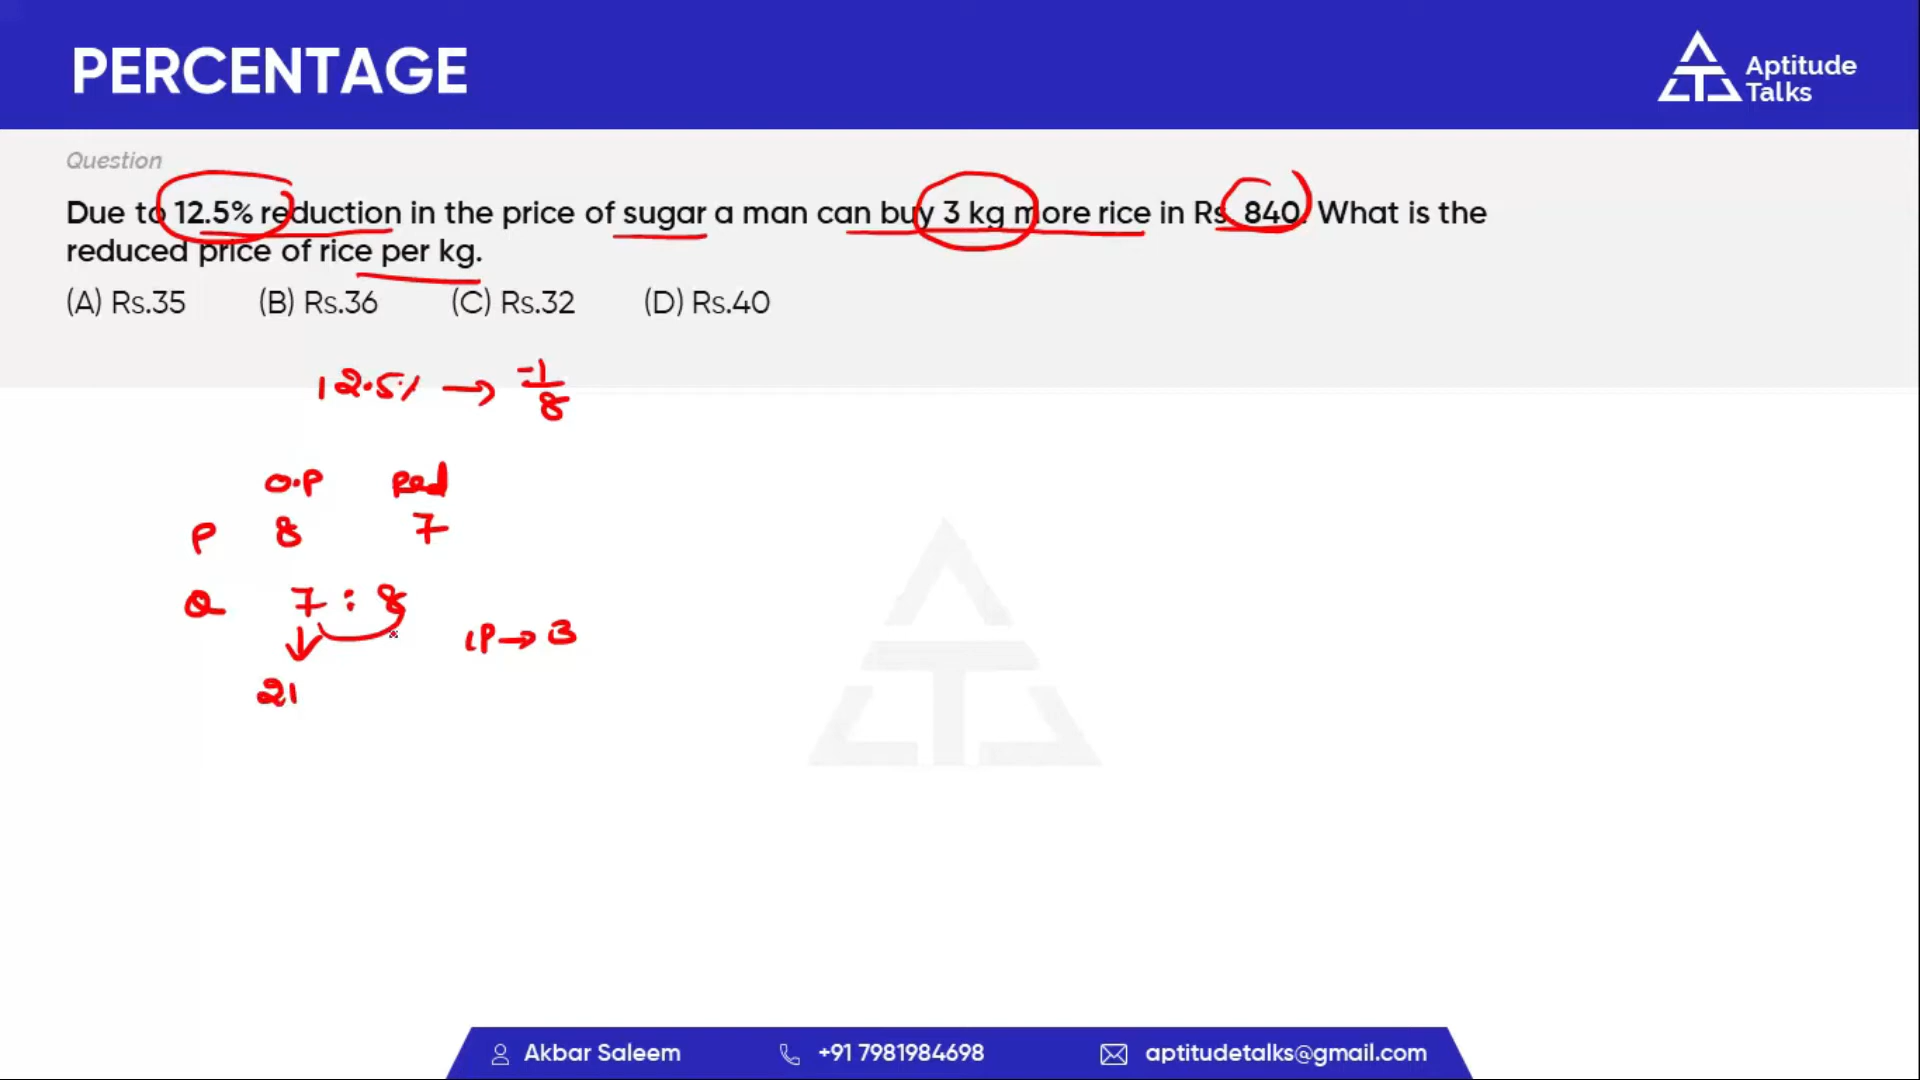 PERCENTAGE
Aptitude
Talks
Question
Due to 12.5% reduction in the price of sugar a man can buy 3 kg more rice in Rs. 840. What is the
reduced price of rice per kg.
(A) Rs.35 (B) Rs.36 (C) Rs.32 (D) Rs.40
12.5% → -1/8
O.P Red
P 8 7
Q 7 : 8
1P → 3
21
Akbar Saleem +91 7981984698 aptitudetalks@gmail.com